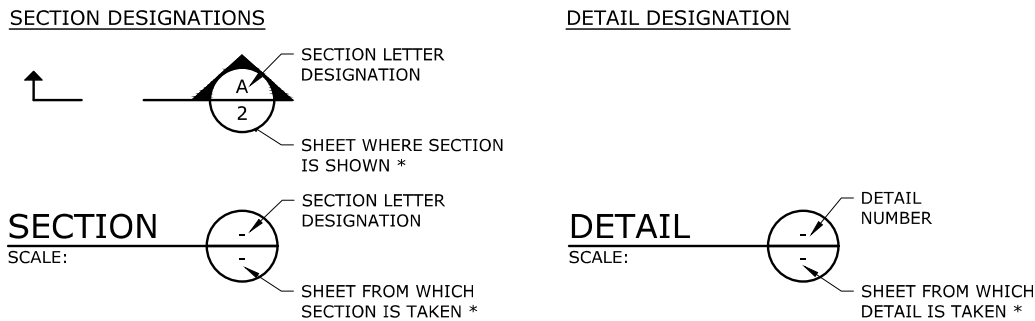 SECTION DESIGNATIONS
SECTION LETTER
DESIGNATION
A
2
SHEET WHERE SECTION
IS SHOWN *
SECTION
SCALE:
SECTION LETTER
DESIGNATION
-
-
SHEET FROM WHICH
SECTION IS TAKEN *
DETAIL DESIGNATION
DETAIL
SCALE:
DETAIL
NUMBER
-
-
SHEET FROM WHICH
DETAIL IS TAKEN *